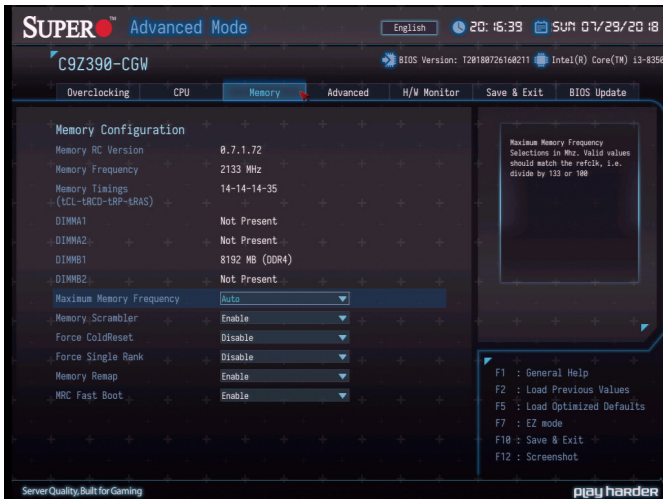 SUPER™ Advanced Mode
English
20:16:39
SUN 07/29/2018
C9Z390-CGW
BIOS Version: T20180726160211
Intel(R) Core(TM) i3-8350
Overclocking
CPU
Memory
Advanced
H/W Monitor
Save & Exit
BIOS Update
Memory Configuration
Memory RC Version 0.7.1.72
Memory Frequency 2133 MHz
Memory Timings 14-14-14-35
(tCL-tRCD-tRP-tRAS)
DIMMA1 Not Present
DIMMA2 Not Present
DIMMB1 8192 MB (DDR4)
DIMMB2 Not Present
Maximum Memory Frequency Auto
Memory Scrambler Enable
Force ColdReset Disable
Force Single Rank Disable
Memory Remap Enable
MRC Fast Boot Enable
Maximum Memory Frequency
Selections in Mhz. Valid values
should match the refclk, i.e.
divide by 133 or 100
F1 : General Help
F2 : Load Previous Values
F5 : Load Optimized Defaults
F7 : EZ mode
F10 : Save & Exit
F12 : Screenshot
Server Quality, Built for Gaming
play harder